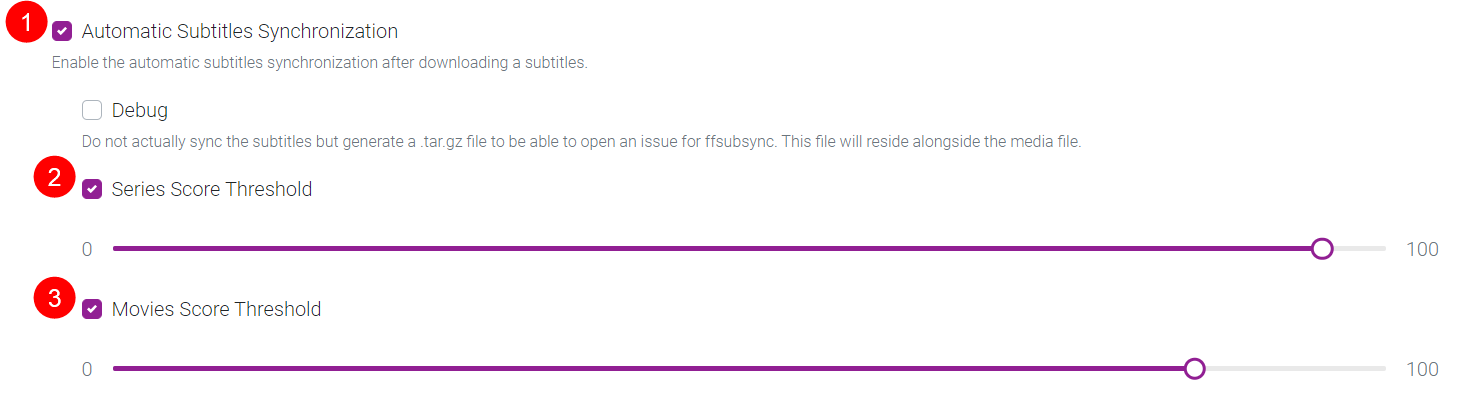 1
Automatic Subtitles Synchronization
Enable the automatic subtitles synchronization after downloading a subtitles.
Debug
Do not actually sync the subtitles but generate a .tar.gz file to be able to open an issue for ffsubsync. This file will reside alongside the media file.
2
Series Score Threshold
0 100
3
Movies Score Threshold
0 100